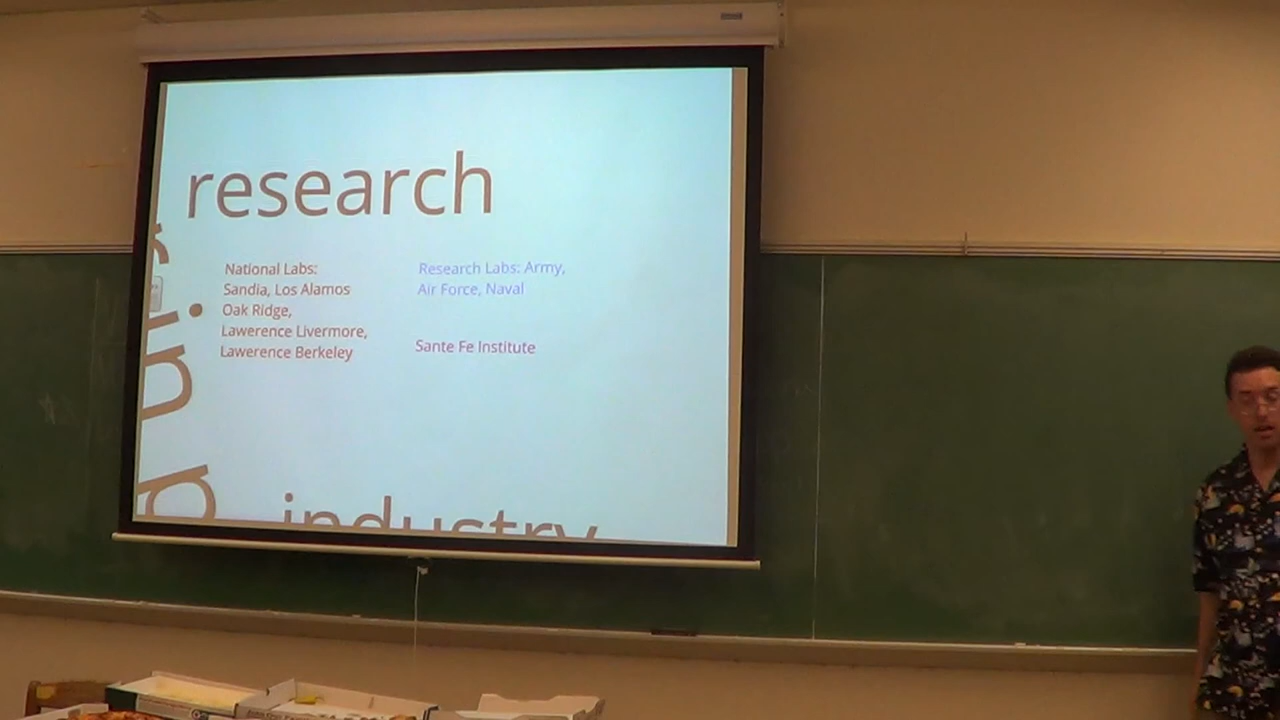 research
National Labs:
Sandia, Los Alamos
Oak Ridge,
Lawerence Livermore,
Lawerence Berkeley
Research Labs: Army,
Air Force, Naval
Sante Fe Institute
industry